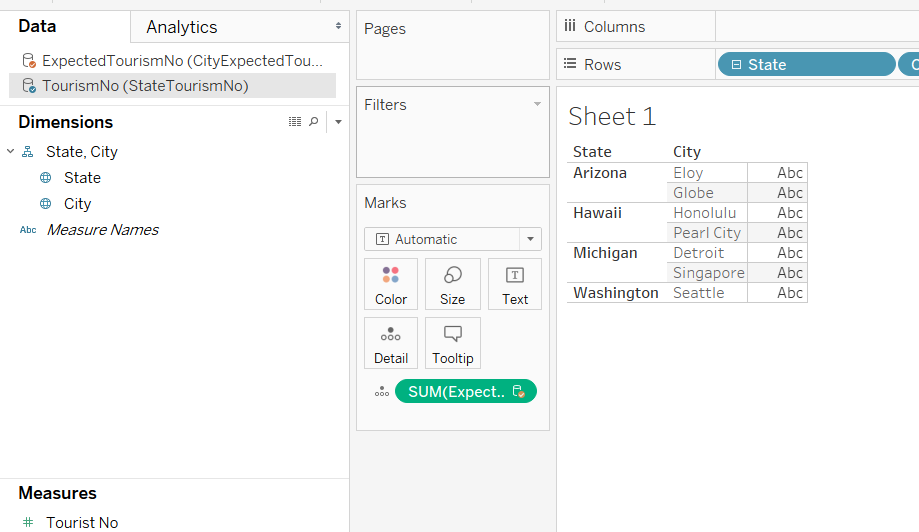 Data
Analytics
ExpectedTourismNo (CityExpectedTou...
TourismNo (StateTourismNo)
Dimensions
State, City
State
City
Abc Measure Names
Measures
# Tourist No
Pages
Filters
Marks
T Automatic
Color
Size
T Text
Detail
Tooltip
SUM(Expect..
Columns
Rows
State
Sheet 1
State City
Arizona Eloy Abc
Globe Abc
Hawaii Honolulu Abc
Pearl City Abc
Michigan Detroit Abc
Singapore Abc
Washington Seattle Abc